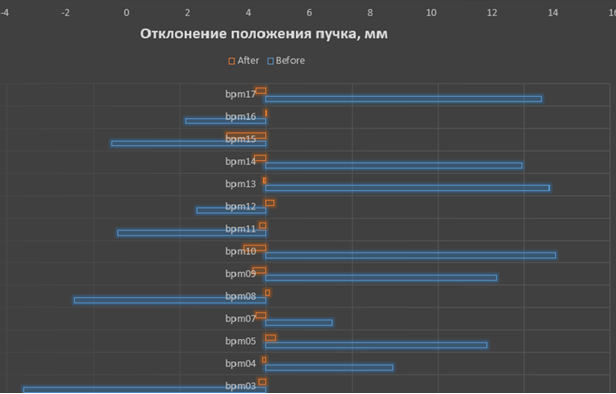 -4 -2 0 2 4 6 8 10 12 14 16
Отклонение положения пучка, мм
After Before
bpm17
bpm16
bpm15
bpm14
bpm13
bpm12
bpm11
bpm10
bpm09
bpm08
bpm07
bpm05
bpm04
bpm03